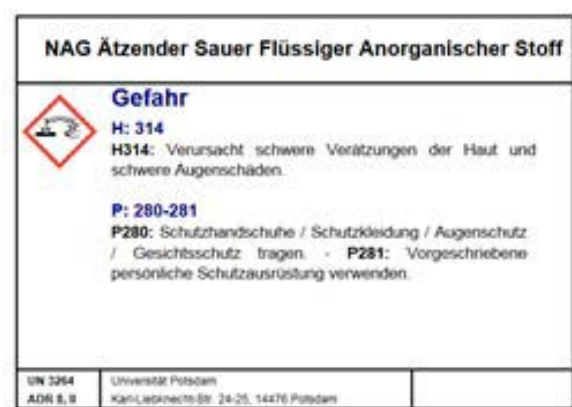 NAG Ätzender Sauer Flüssiger Anorganischer Stoff
Gefahr
H: 314
H314: Verursacht schwere Verätzungen der Haut und
schwere Augenschäden.
P: 280-281
P280: Schutzhandschuhe / Schutzkleidung / Augenschutz
/ Gesichtsschutz tragen. - P281: Vorgeschriebene
persönliche Schutzausrüstung verwenden.
UN 3264
ADR 8, II
Universität Potsdam
Karl-Liebknecht-Str. 24-25, 14476 Potsdam